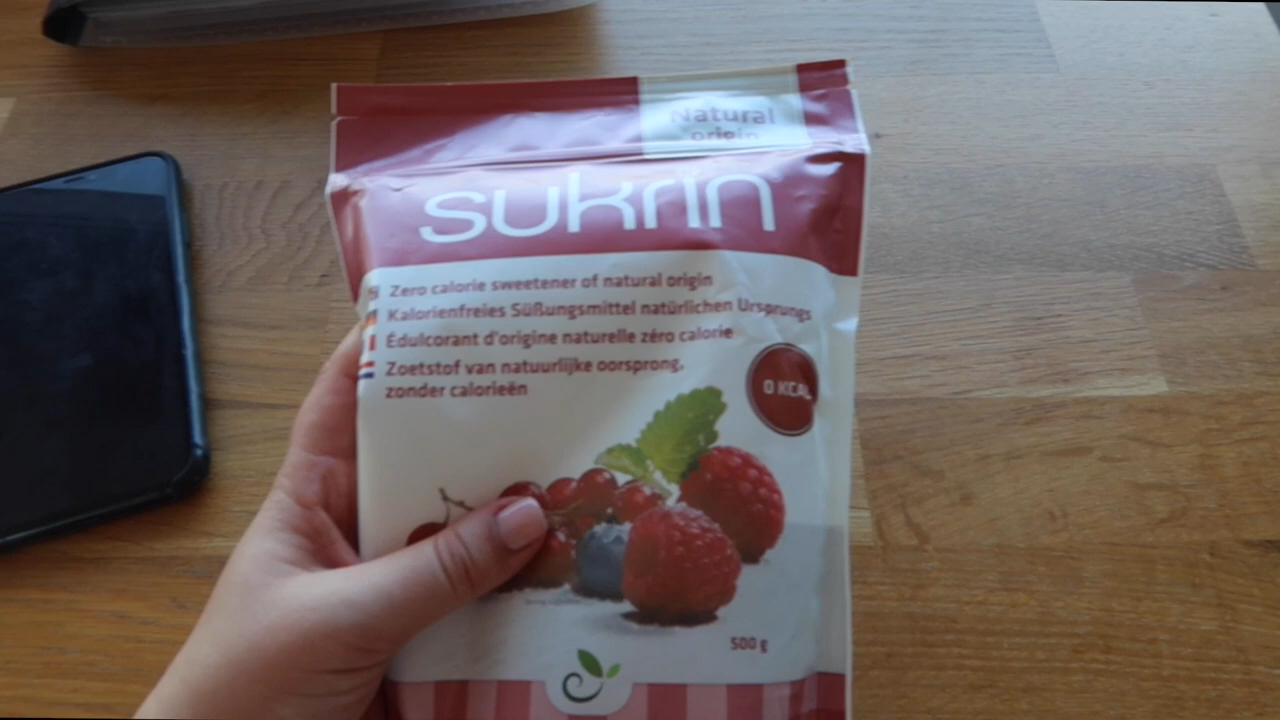 Natural
origin
sukrin
Zero calorie sweetener of natural origin
Kalorienfreies Süßungsmittel natürlichen Ursprungs
Édulcorant d'origine naturelle zéro calorie
Zoetstof van natuurlijke oorsprong,
zonder calorieën
0 KCAL
500 g